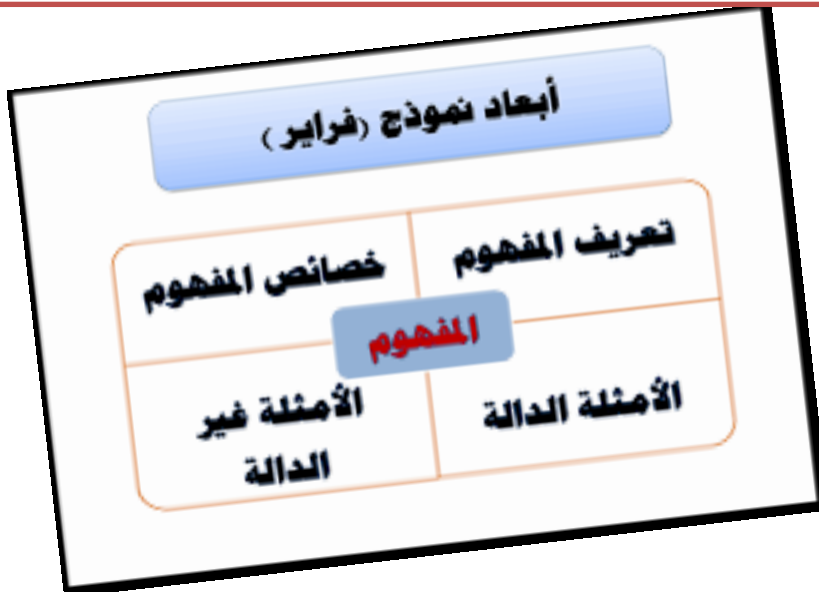 أبعاد نموذج (فراير)
تعريف المفهوم
خصائص المفهوم
المفهوم
الأمثلة الدالة
الأمثلة غير
الدالة